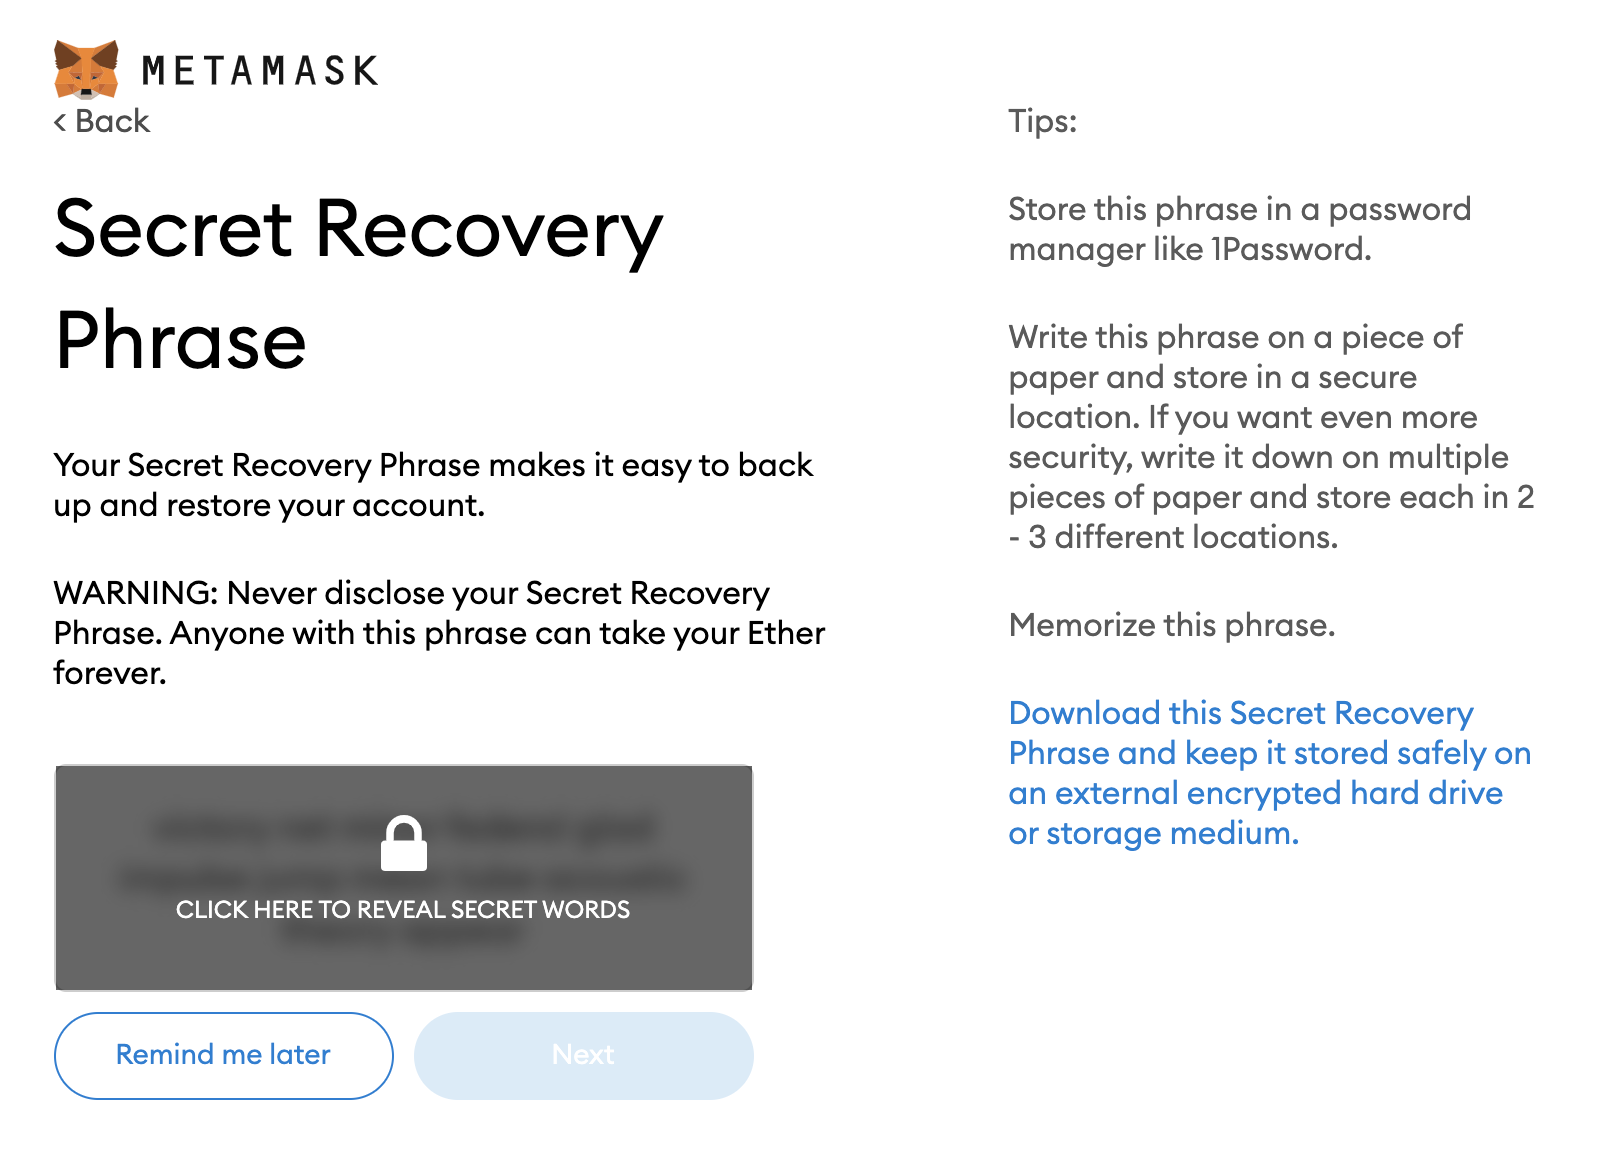 METAMASK
< Back
Secret Recovery
Phrase
Your Secret Recovery Phrase makes it easy to back
up and restore your account.
WARNING: Never disclose your Secret Recovery
Phrase. Anyone with this phrase can take your Ether
forever.
CLICK HERE TO REVEAL SECRET WORDS
Remind me later
Next
Tips:
Store this phrase in a password
manager like 1Password.
Write this phrase on a piece of
paper and store in a secure
location. If you want even more
security, write it down on multiple
pieces of paper and store each in 2
- 3 different locations.
Memorize this phrase.
Download this Secret Recovery
Phrase and keep it stored safely on
an external encrypted hard drive
or storage medium.